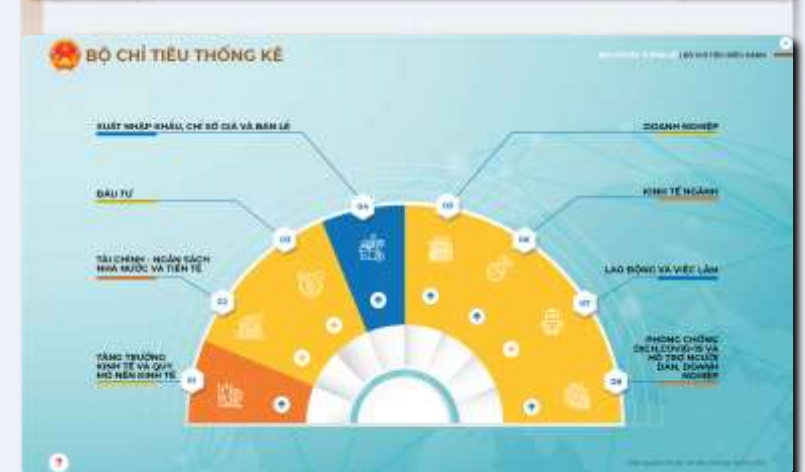 BỘ CHỈ TIÊU THỐNG KÊ
XUẤT NHẬP KHẨU, CHỈ SỐ GIÁ VÀ BÁN LẺ
ĐẦU TƯ
TÀI CHÍNH - NGÂN SÁCH
NHÀ NƯỚC VÀ TIỀN TỆ
TĂNG TRƯỞNG
KINH TẾ VÀ QUY
MÔ NỀN KINH TẾ
01
02
03
04
05
06
07
08
DOANH NGHIỆP
KINH TẾ NGÀNH
LAO ĐỘNG VÀ VIỆC LÀM
PHÒNG CHỐNG
DỊCH COVID-19 VÀ
HỖ TRỢ NGƯỜI
DÂN, DOANH
NGHIỆP
?